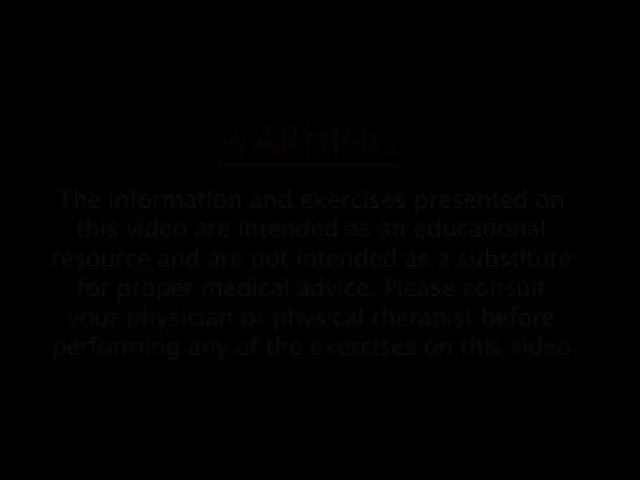 WARNING
The information and exercises presented on
this video are intended as an educational
resource and are not intended as a substitute
for proper medical advice. Please consult
your physician or physical therapist before
performing any of the exercises on this video.